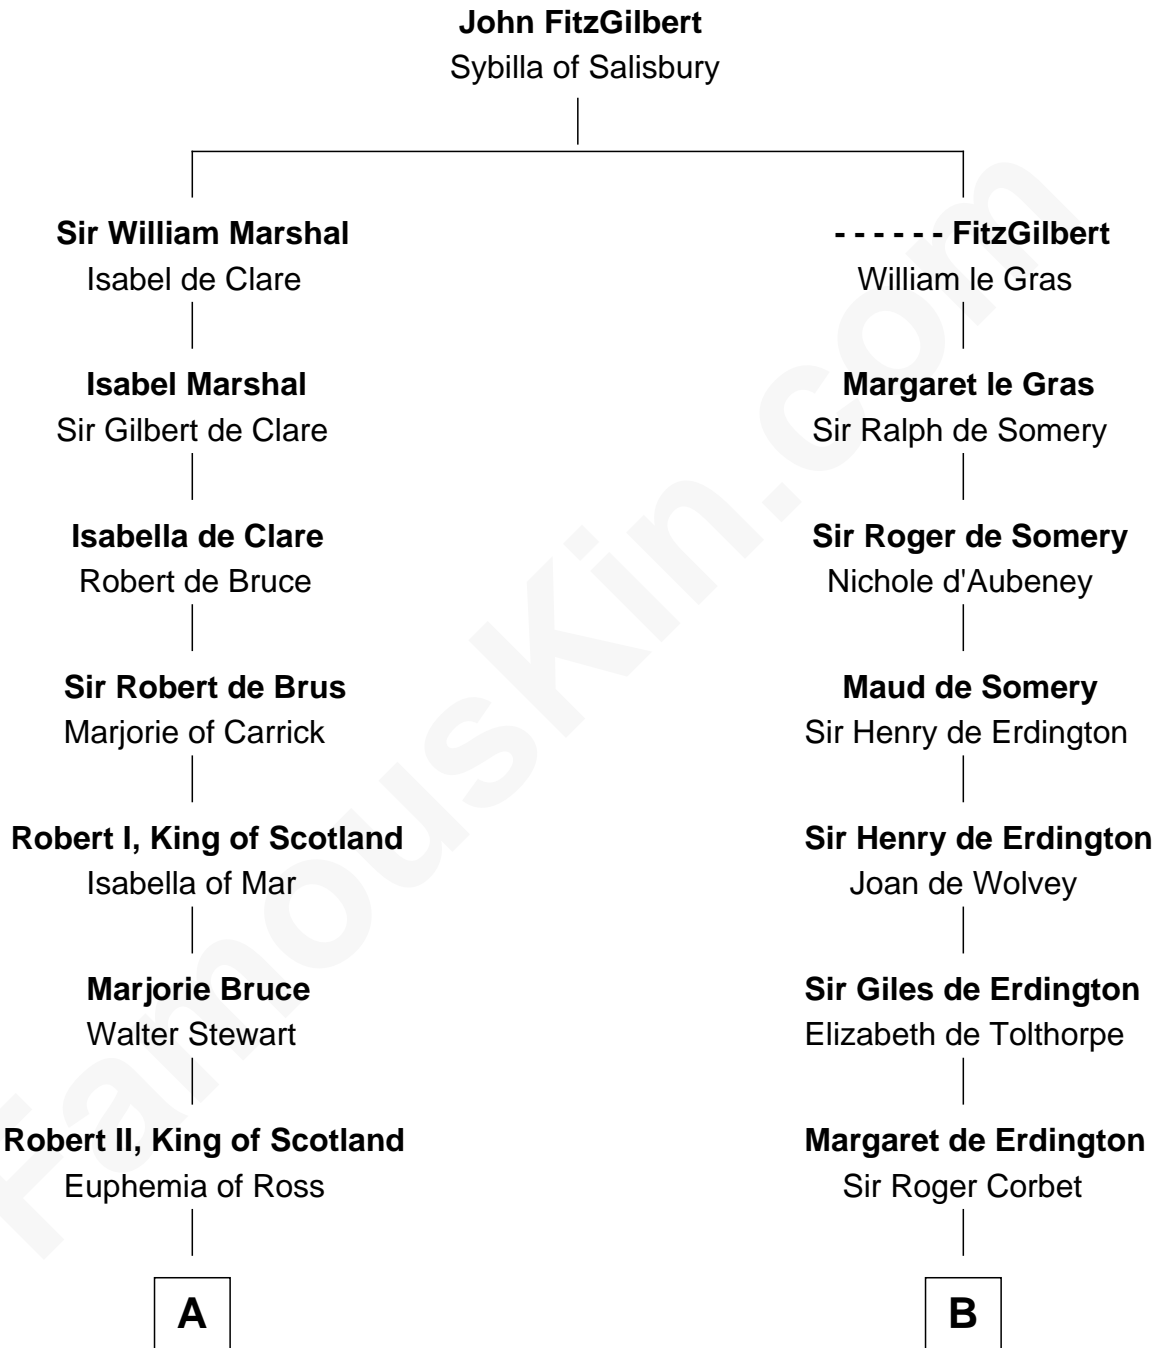 John FitzGilbert
Sybilla of Salisbury
Sir William Marshal
Isabel de Clare
Isabel Marshal
Sir Gilbert de Clare
Isabella de Clare
Robert de Bruce
Sir Robert de Brus
Marjorie of Carrick
Robert I, King of Scotland
Isabella of Mar
Marjorie Bruce
Walter Stewart
Robert II, King of Scotland
Euphemia of Ross
A
- - - - - - FitzGilbert
William le Gras
Margaret le Gras
Sir Ralph de Somery
Sir Roger de Somery
Nichole d'Aubeney
Maud de Somery
Sir Henry de Erdington
Sir Henry de Erdington
Joan de Wolvey
Sir Giles de Erdington
Elizabeth de Tolthorpe
Margaret de Erdington
Sir Roger Corbet
B
FamousKin.com